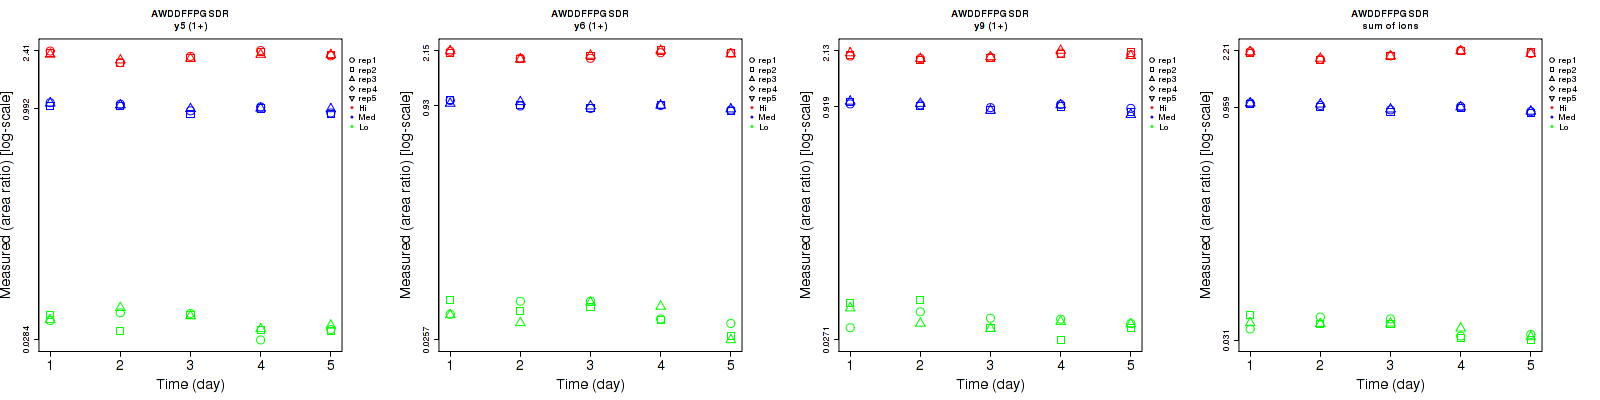 AWDDFFPGSDR
y5 (1+)
2.41
0.992
0.0284
Measured (area ratio) [log-scale]
1 2 3 4 5
Time (day)
rep1
rep2
rep3
rep4
rep5
Hi
Med
Lo
AWDDFFPGSDR
y6 (1+)
2.15
0.93
0.0257
Measured (area ratio) [log-scale]
1 2 3 4 5
Time (day)
rep1
rep2
rep3
rep4
rep5
Hi
Med
Lo
AWDDFFPGSDR
y9 (1+)
2.13
0.919
0.0271
Measured (area ratio) [log-scale]
1 2 3 4 5
Time (day)
rep1
rep2
rep3
rep4
rep5
Hi
Med
Lo
AWDDFFPGSDR
sum of ions
2.21
0.959
0.031
Measured (area ratio) [log-scale]
1 2 3 4 5
Time (day)
rep1
rep2
rep3
rep4
rep5
Hi
Med
Lo